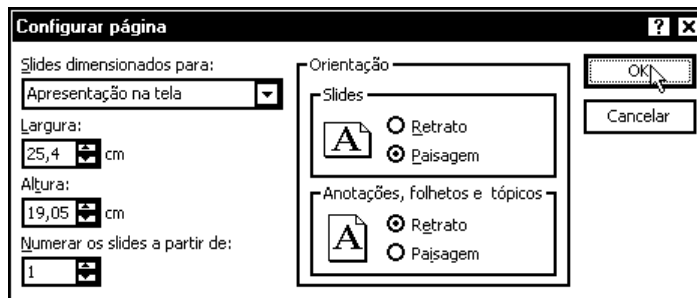 Configurar página
Slides dimensionados para:
Apresentação na tela
Largura:
25,4 cm
Altura:
19,05 cm
Numerar os slides a partir de:
1
Orientação
Slides
A
Retrato
Paisagem
Anotações, folhetos e tópicos
A
Retrato
Paisagem
OK
Cancelar